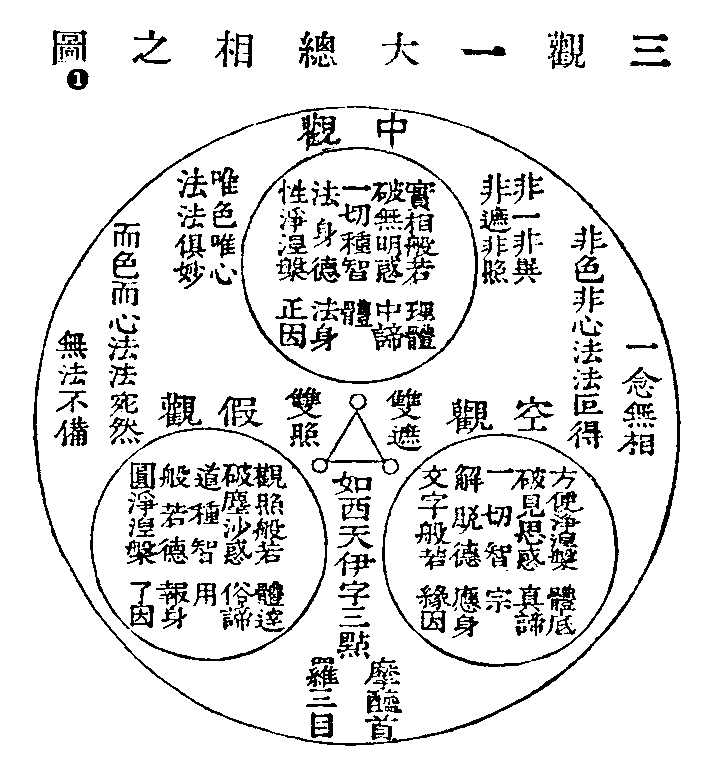 三觀一大總相之圖
❶
中觀
實相般若 理體
破無明惑 中諦
一切種智 體
法身德 法身
性淨涅槃 正因
一念無相
非色非心法法叵得
非一非異
非遮非照
唯色唯心
法法俱妙
而色而心法法宛然
無法不備
空觀
方便淨涅槃 體底
破見思惑 真諦
一切智 宗
解脫德 應身
文字般若 緣因
雙遮
雙照
假觀
觀照般若 體達
破塵沙惑 俗諦
道種智 用
般若德 報身
圓淨涅槃 了因
如西天伊字三點
摩醯首
羅三目